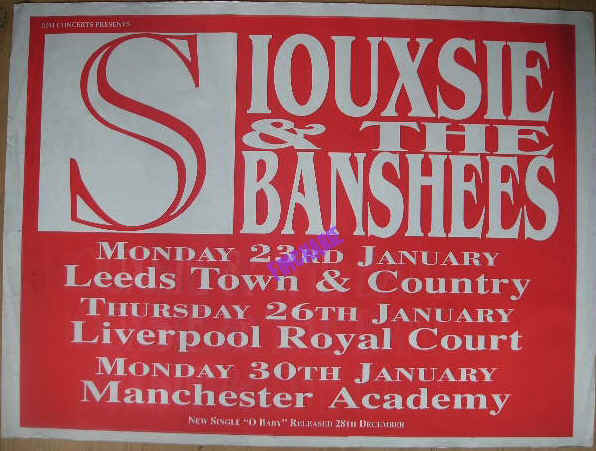 SJM CONCERTS PRESENTS
SIOUXSIE
& THE
BANSHEES
MONDAY 23RD JANUARY
LEEDS TOWN & COUNTRY
THURSDAY 26TH JANUARY
LIVERPOOL ROYAL COURT
MONDAY 30TH JANUARY
MANCHESTER ACADEMY
NEW SINGLE "O BABY" RELEASED 28TH DECEMBER